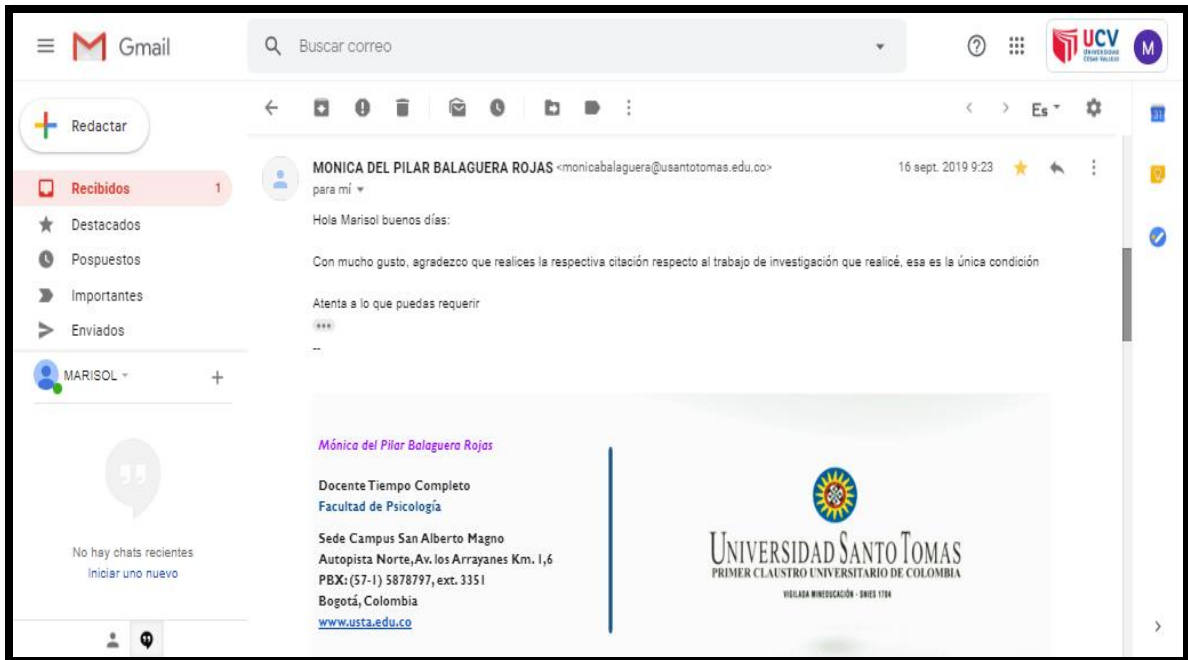 Gmail
Buscar correo
UCV
UNIVERSIDAD
CÉSAR VALLEJO
M
Redactar
Es
31
MONICA DEL PILAR BALAGUERA ROJAS <monicabalaguera@usantotomas.edu.co>
16 sept. 2019 9:23
para mí
Recibidos 1
Destacados
Pospuestos
Importantes
Enviados
MARISOL
No hay chats recientes
Iniciar uno nuevo
Hola Marisol buenos días:
Con mucho gusto, agradezco que realices la respectiva citación respecto al trabajo de investigación que realicé, esa es la única condición
Atenta a lo que puedas requerir
--
Mónica del Pilar Balaguera Rojas
Docente Tiempo Completo
Facultad de Psicología
Sede Campus San Alberto Magno
Autopista Norte, Av. los Arrayanes Km. 1,6
PBX: (57-1) 5878797, ext. 3351
Bogotá, Colombia
www.usta.edu.co
UNIVERSIDAD SANTO TOMAS
PRIMER CLAUSTRO UNIVERSITARIO DE COLOMBIA
VIGILADA MINEDUCACIÓN - SNIES 1704